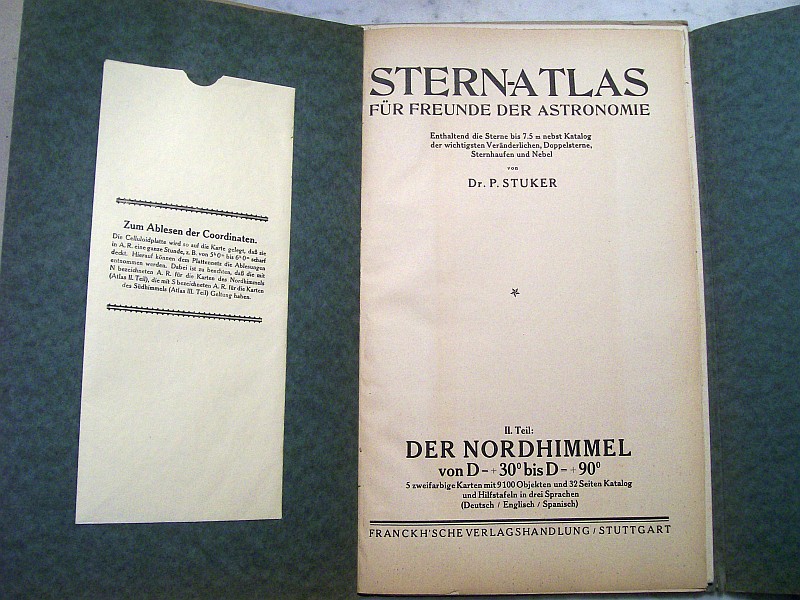 Zum Ablesen der Coordinaten.
Die Celluloidplatte wird so auf die Karte gelegt, daß sie
in A. R. eine ganze Stunde, z. B. von 5ʰ 0ᵐ bis 6ʰ 0ᵐ scharf
deckt. Hierauf können dem Plattennetz die Ablesungen
entnommen werden. Dabei ist zu beachten, daß die mit
N bezeichneten A. R. für die Karten des Nordhimmels
(Atlas II. Teil), die mit S bezeichneten A. R. für die Karten
des Südhimmels (Atlas III. Teil) Geltung haben.
STERN-ATLAS
FÜR FREUNDE DER ASTRONOMIE
Enthaltend die Sterne bis 7.5 m nebst Katalog
der wichtigsten Veränderlichen, Doppelsterne,
Sternhaufen und Nebel
von
Dr. P. STUKER
II. Teil:
DER NORDHIMMEL
von D = + 30⁰ bis D = + 90⁰
5 zweifarbige Karten mit 9100 Objekten und 32 Seiten Katalog
und Hilfstafeln in drei Sprachen
(Deutsch / Englisch / Spanisch)
FRANCKH'SCHE VERLAGSHANDLUNG / STUTTGART